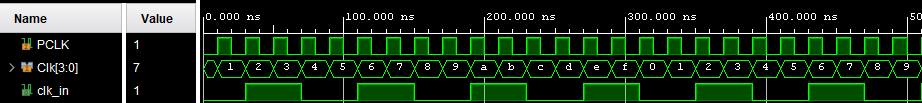 Name Value 0.000 ns 100.000 ns 200.000 ns 300.000 ns 400.000 ns 50
PCLK 1
Clk[3:0] 7 1 2 3 4 5 6 7 8 9 a b c d e f 0 1 2 3 4 5 6 7 8 9
clk_in 1